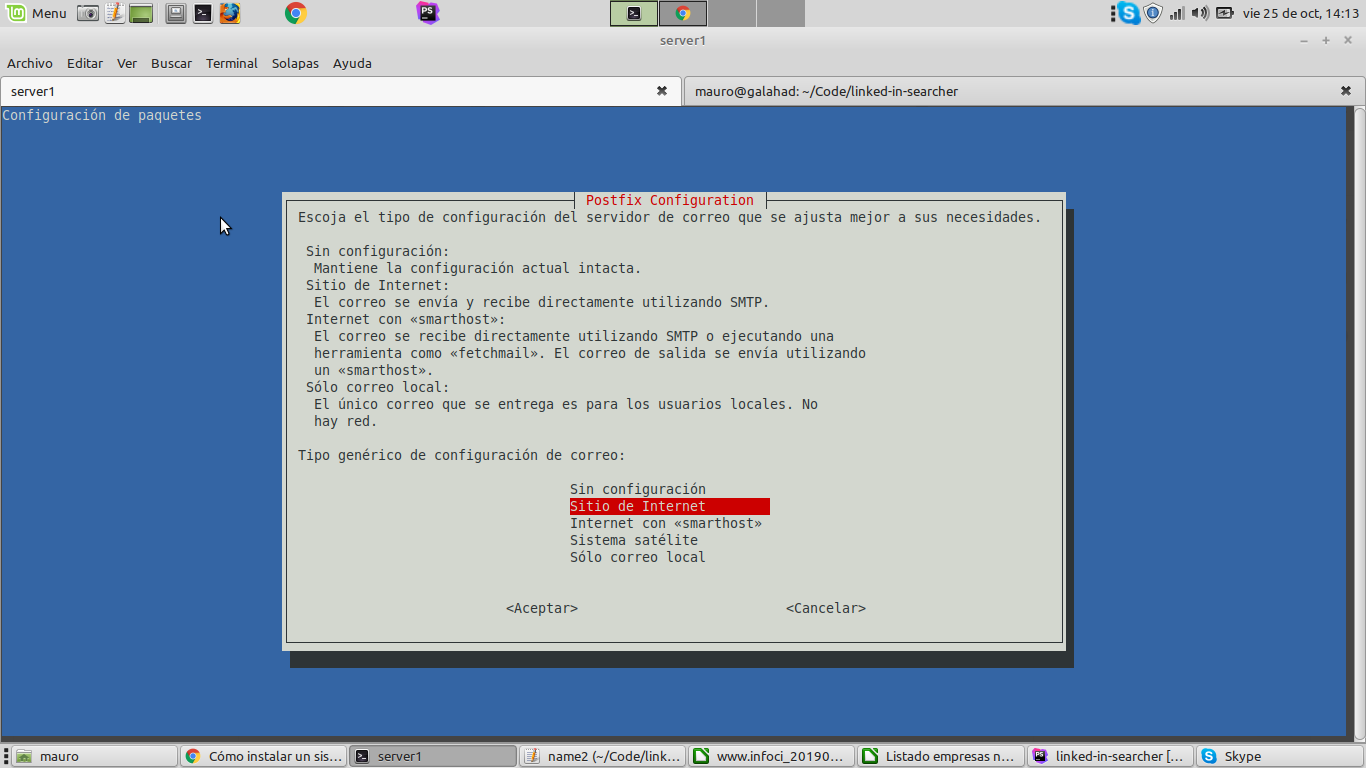 Menu
PS
vie 25 de oct, 14:13
server1
Archivo Editar Ver Buscar Terminal Solapas Ayuda
server1
mauro@galahad: ~/Code/linked-in-searcher
Configuración de paquetes
Postfix Configuration
Escoja el tipo de configuración del servidor de correo que se ajusta mejor a sus necesidades.
Sin configuración:
Mantiene la configuración actual intacta.
Sitio de Internet:
El correo se envía y recibe directamente utilizando SMTP.
Internet con «smarthost»:
El correo se recibe directamente utilizando SMTP o ejecutando una
herramienta como «fetchmail». El correo de salida se envía utilizando
un «smarthost».
Sólo correo local:
El único correo que se entrega es para los usuarios locales. No
hay red.
Tipo genérico de configuración de correo:
Sin configuración
Sitio de Internet
Internet con «smarthost»
Sistema satélite
Sólo correo local
<Aceptar> <Cancelar>
mauro
Cómo instalar un sis...
server1
name2 (~/Code/link...
www.infoci_20190...
Listado empresas n...
linked-in-searcher [...
Skype